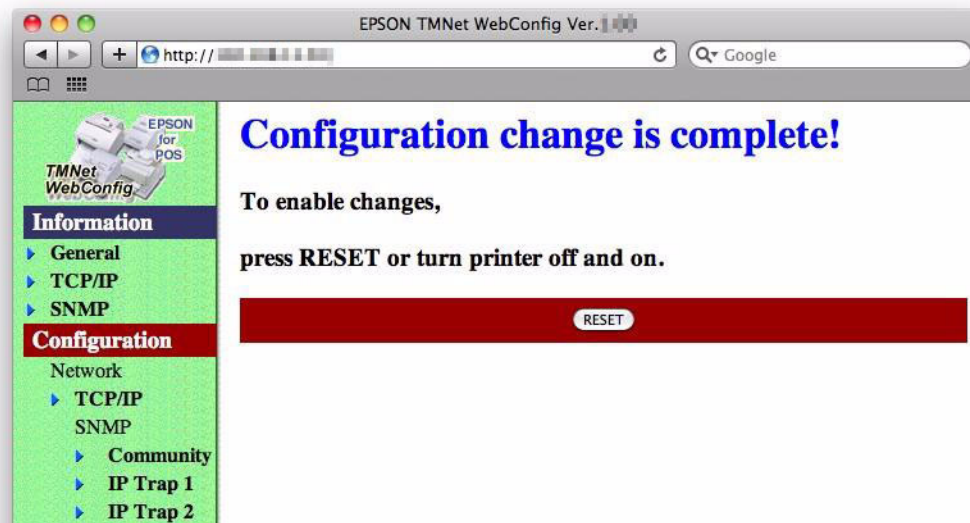 EPSON TMNet WebConfig Ver.
http://
Google
EPSON
for
POS
TMNet
WebConfig
Information
General
TCP/IP
SNMP
Configuration
Network
TCP/IP
SNMP
Community
IP Trap 1
IP Trap 2
Configuration change is complete!
To enable changes,
press RESET or turn printer off and on.
RESET